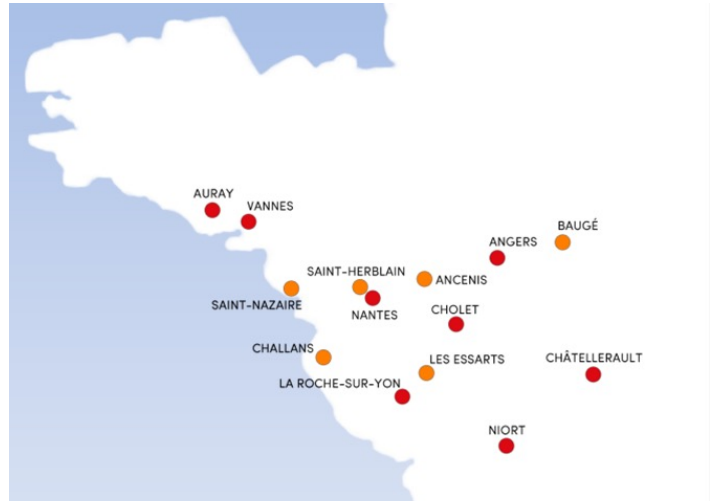 AURAY
VANNES
BAUGÉ
ANGERS
SAINT-HERBLAIN
ANCENIS
SAINT-NAZAIRE
NANTES
CHOLET
CHALLANS
LES ESSARTS
CHÂTELLERAULT
LA ROCHE-SUR-YON
NIORT